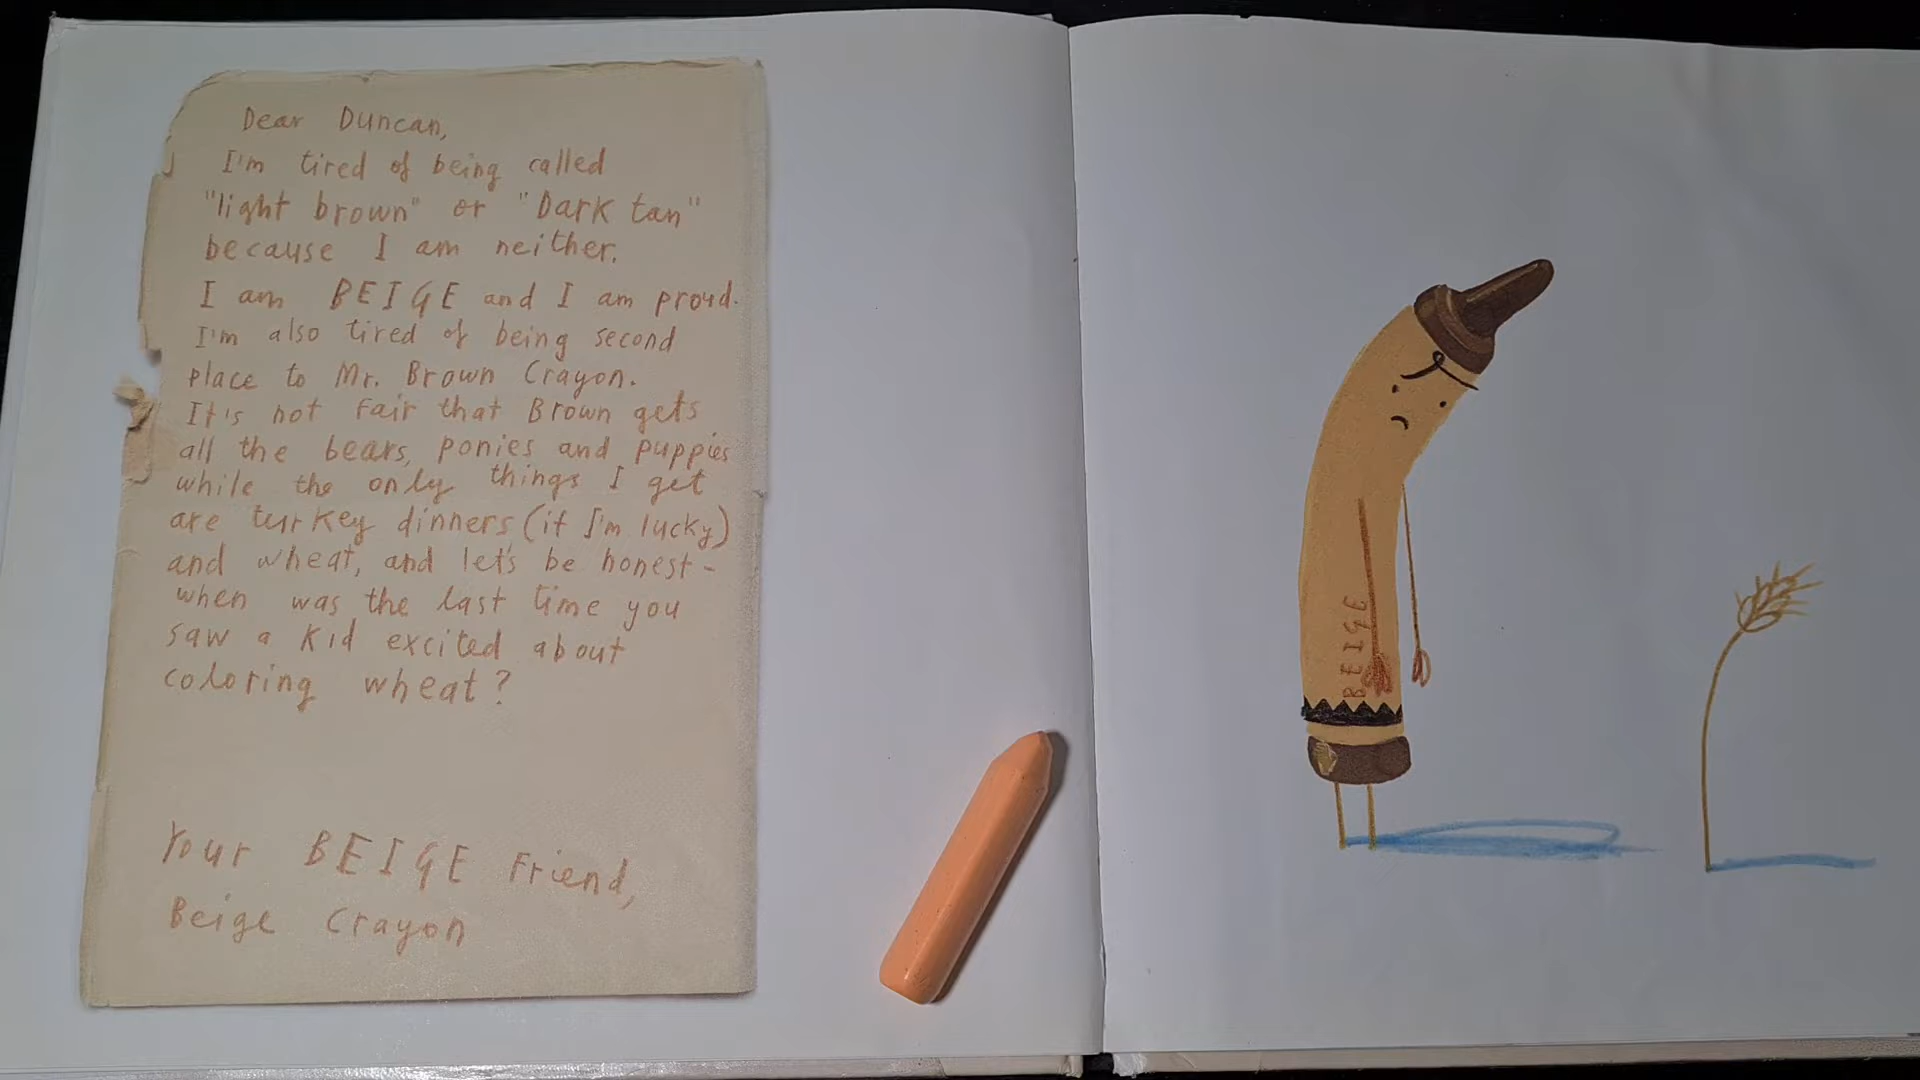 Dear Duncan,
I'm tired of being called
"light brown" or "Dark tan"
because I am neither.
I am BEIGE and I am proud.
I'm also tired of being second
place to Mr. Brown Crayon.
It's not fair that Brown gets
all the bears, ponies and puppies
while the only things I get
are turkey dinners (if I'm lucky)
and wheat, and let's be honest-
when was the last time you
saw a kid excited about
coloring wheat?
Your BEIGE Friend,
Beige Crayon
BEIGE